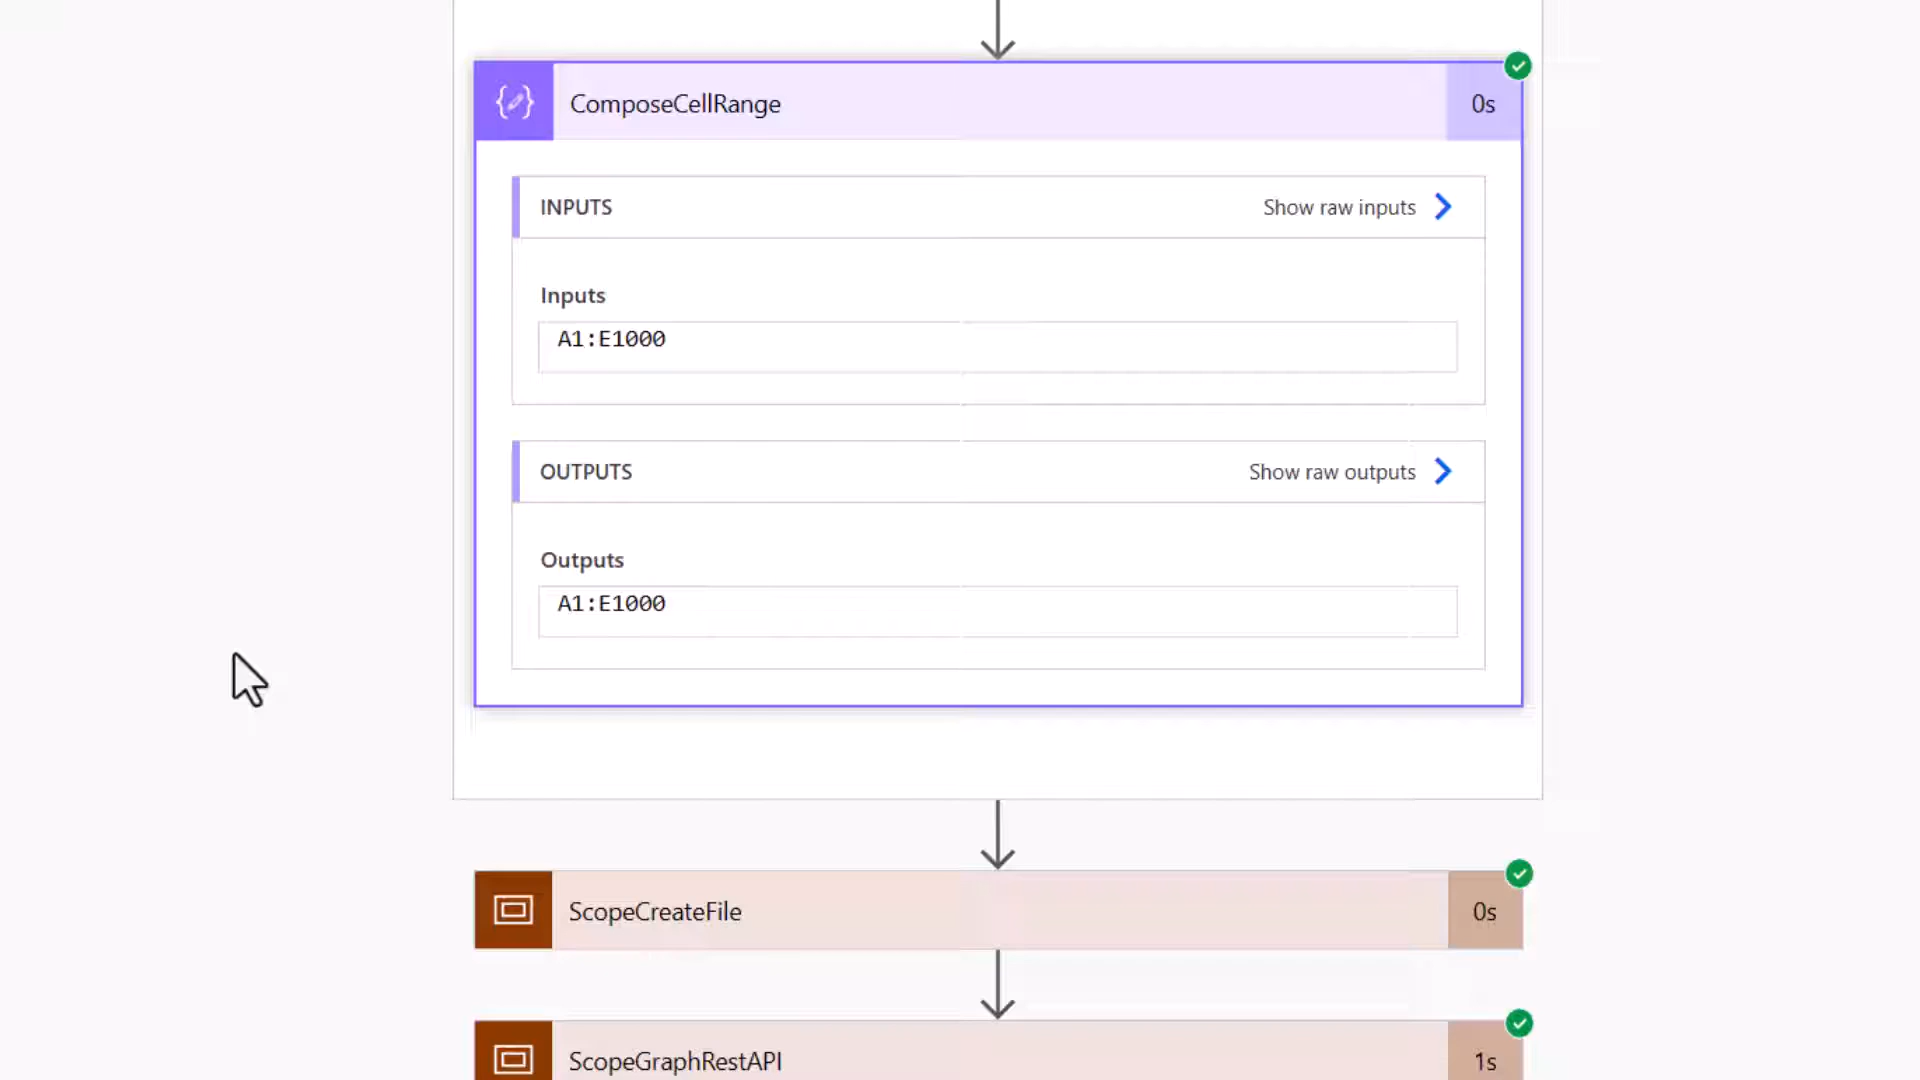 ComposeCellRange 0s
INPUTS Show raw inputs
Inputs
A1:E1000
OUTPUTS Show raw outputs
Outputs
A1:E1000
ScopeCreateFile 0s
ScopeGraphRestAPI 1s